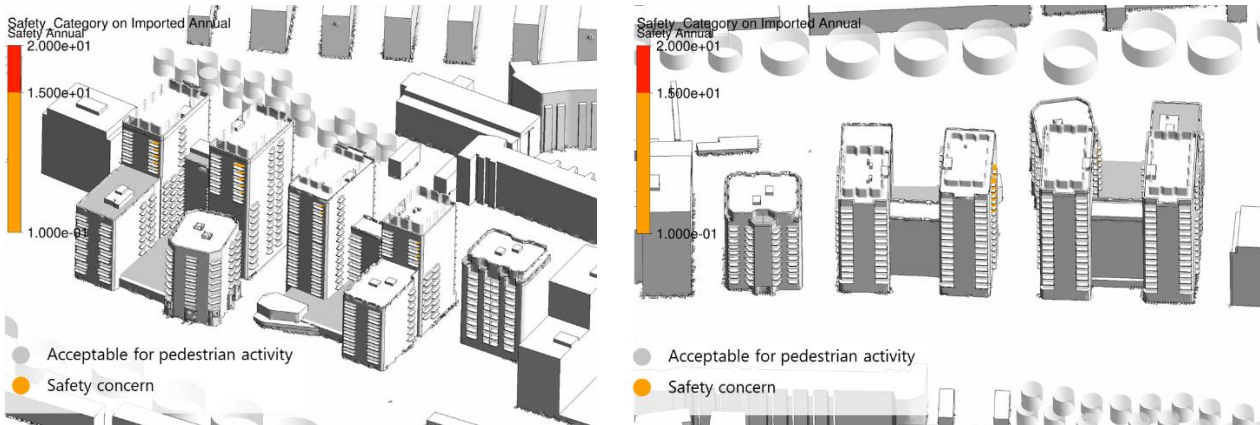 Safety_Category on Imported Annual
Safety Annual
2.000e+01
1.500e+01
1.000e-01
Acceptable for pedestrian activity
Safety concern
Safety_Category on Imported Annual
Safety Annual
2.000e+01
1.500e+01
1.000e-01
Acceptable for pedestrian activity
Safety concern